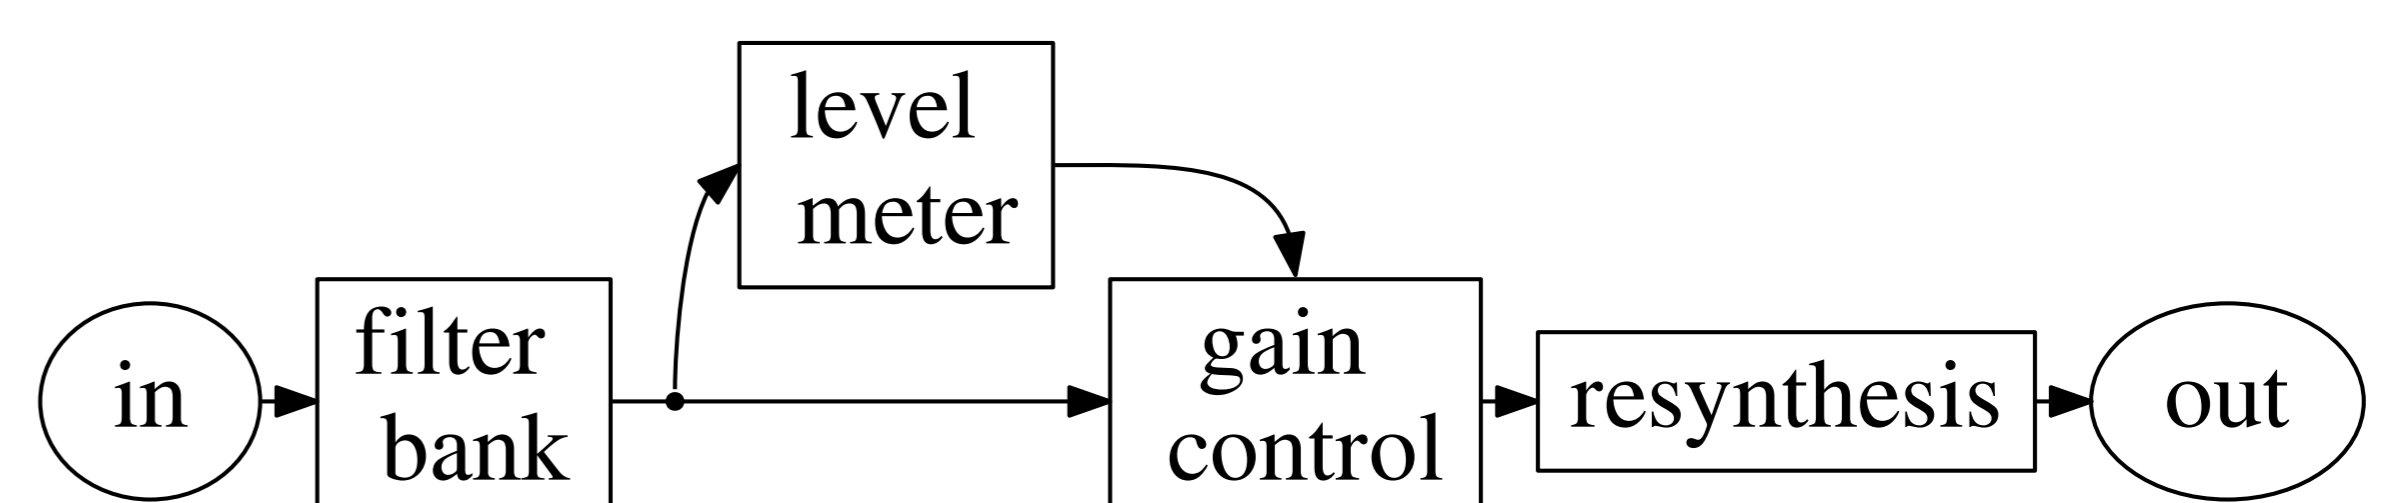 in
filter
bank
level
meter
gain
control
resynthesis
out